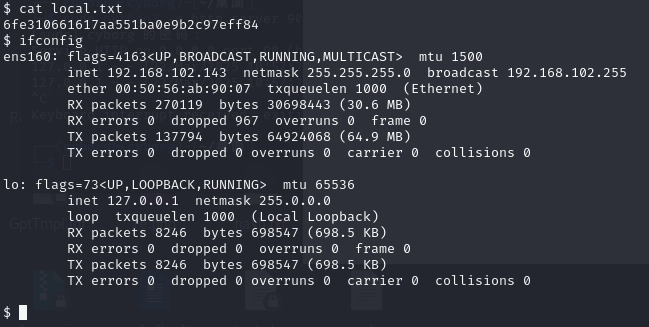 $ cat local.txt
6fe310661617aa551ba0e9b2c97eff84
$ ifconfig
ens160: flags=4163<UP,BROADCAST,RUNNING,MULTICAST>  mtu 1500
        inet 192.168.102.143  netmask 255.255.255.0  broadcast 192.168.102.255
        ether 00:50:56:ab:90:07  txqueuelen 1000  (Ethernet)
        RX packets 270119  bytes 30698443 (30.6 MB)
        RX errors 0  dropped 967  overruns 0  frame 0
        TX packets 137794  bytes 64924068 (64.9 MB)
        TX errors 0  dropped 0 overruns 0  carrier 0  collisions 0
lo: flags=73<UP,LOOPBACK,RUNNING>  mtu 65536
        inet 127.0.0.1  netmask 255.0.0.0
        loop  txqueuelen 1000  (Local Loopback)
        RX packets 8246  bytes 698547 (698.5 KB)
        RX errors 0  dropped 0  overruns 0  frame 0
        TX packets 8246  bytes 698547 (698.5 KB)
        TX errors 0  dropped 0 overruns 0  carrier 0  collisions 0
$